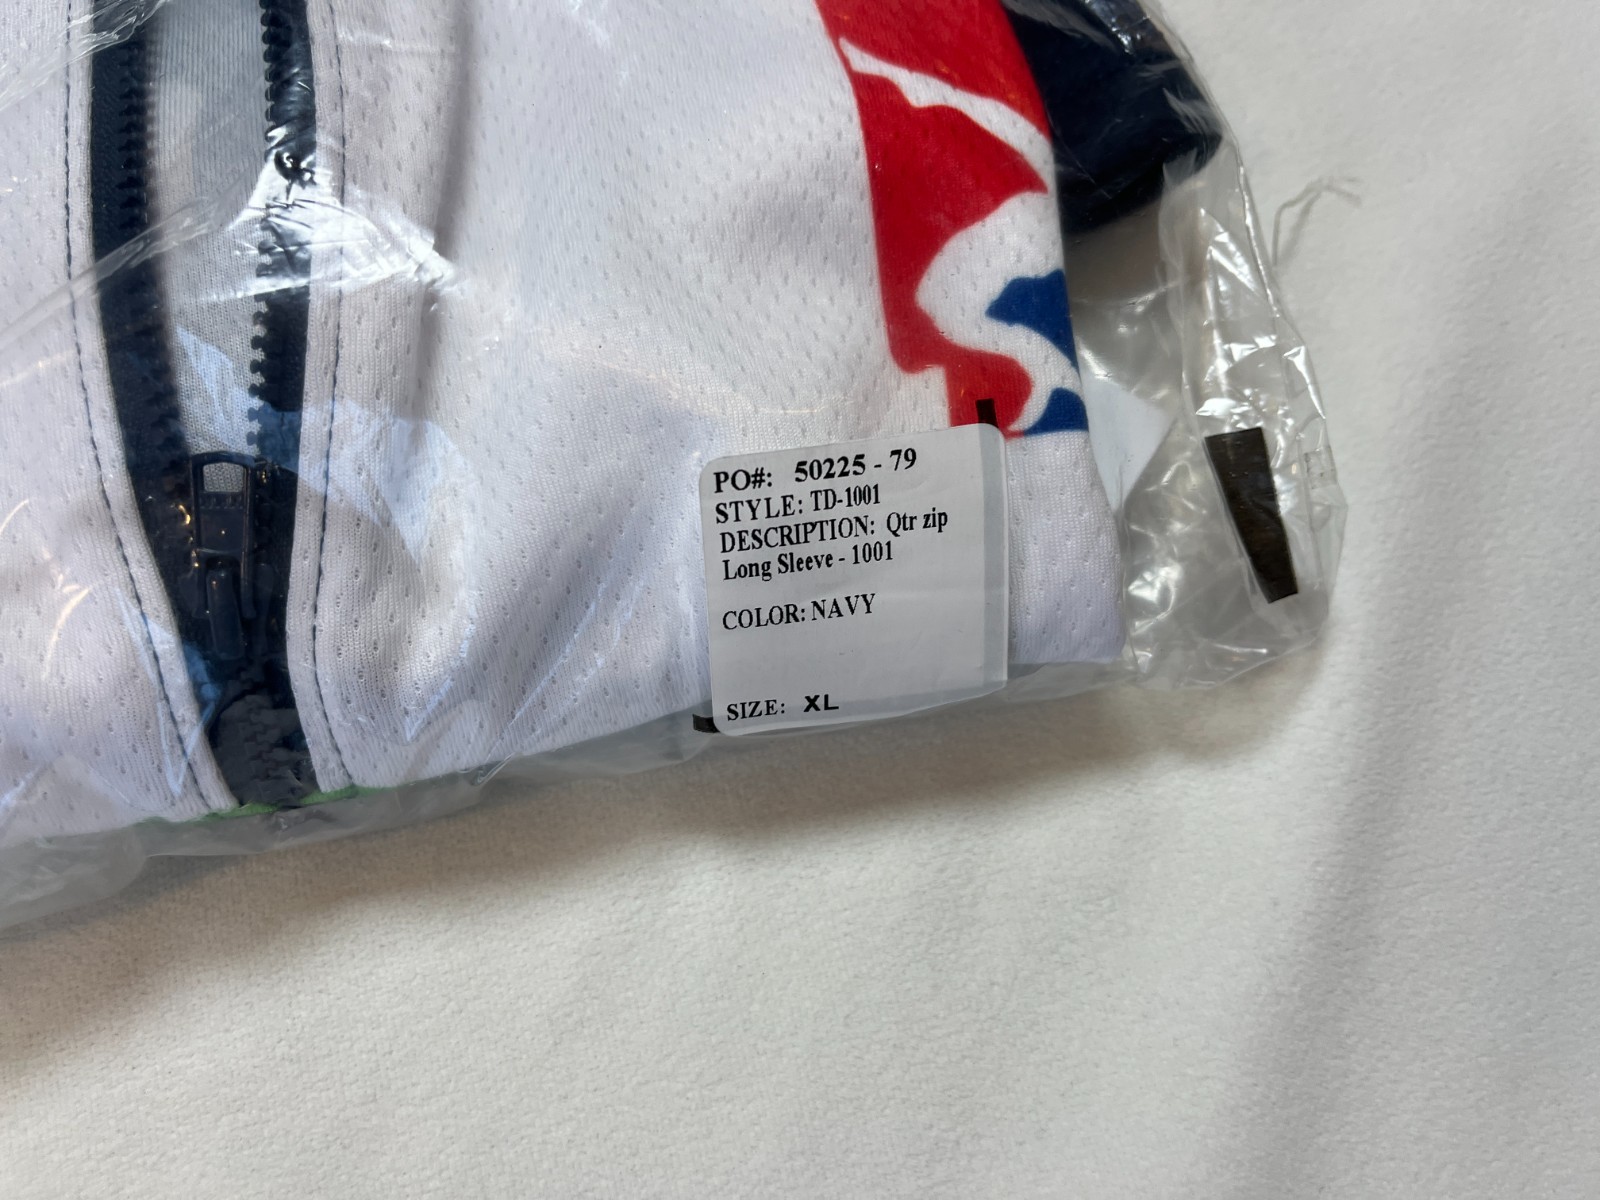 PO#: 50225 - 79
STYLE: TD-1001
DESCRIPTION: Qtr zip
Long Sleeve - 1001
COLOR: NAVY
SIZE: XL